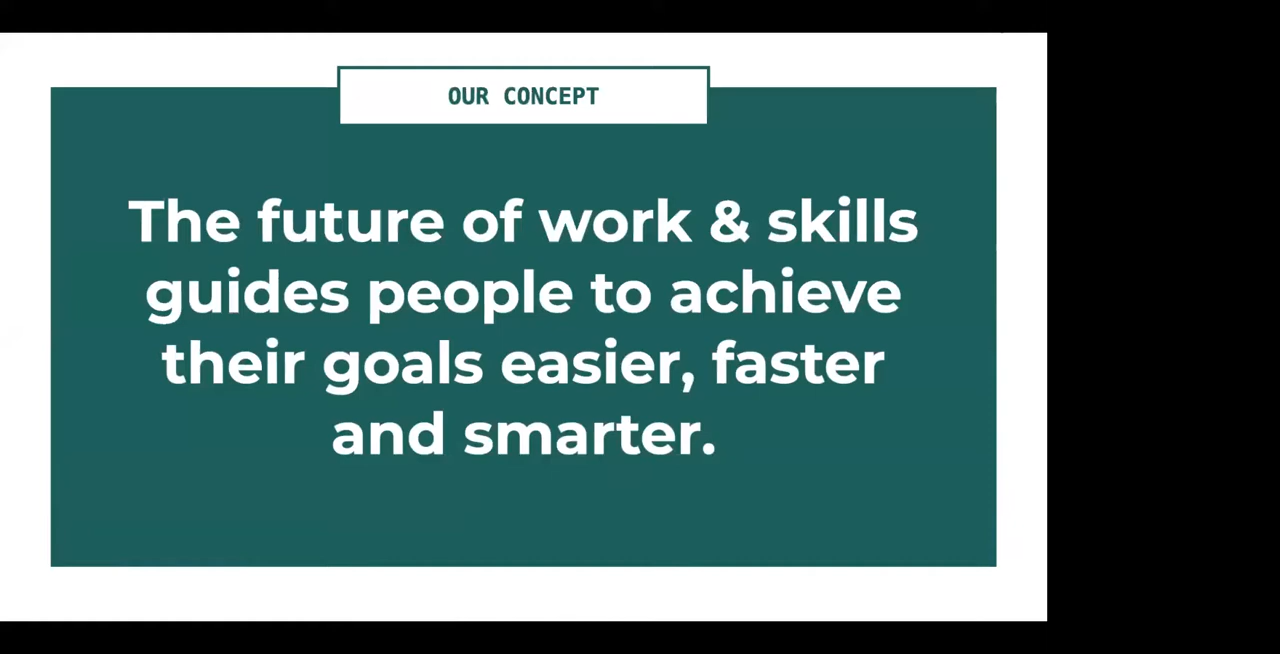 OUR CONCEPT
The future of work & skills
guides people to achieve
their goals easier, faster
and smarter.